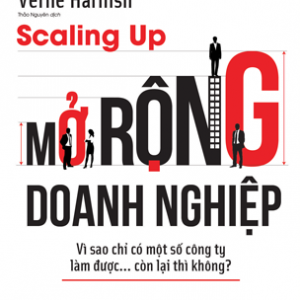 Verne Harnish
Thảo Nguyên dịch
Scaling Up
MỞ RỘNG
DOANH NGHIỆP
Vì sao chỉ có một số công ty
làm được... còn lại thì không?